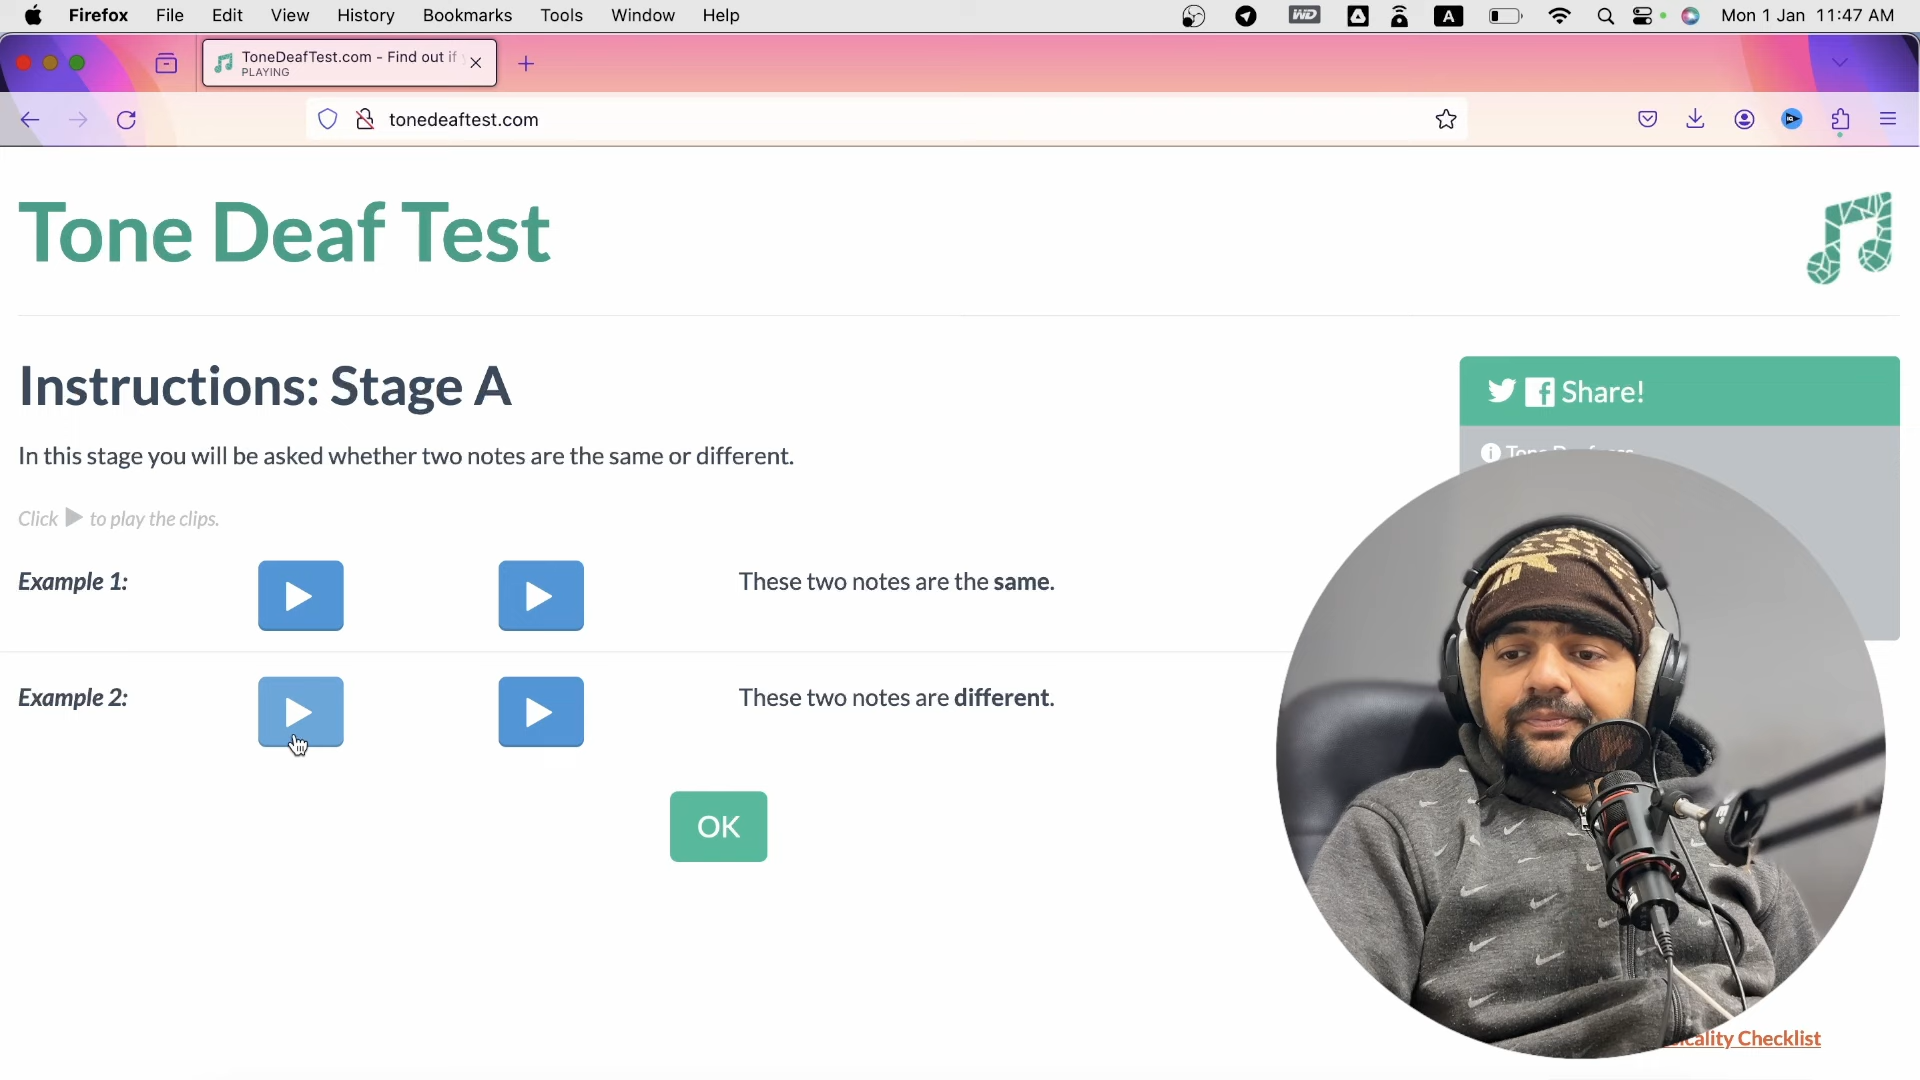 Firefox File Edit View History Bookmarks Tools Window Help
WD A Mon 1 Jan 11:47 AM
ToneDeafTest.com - Find out if
PLAYING
tonedeaftest.com
Tone Deaf Test
Instructions: Stage A
Share!
In this stage you will be asked whether two notes are the same or different.
Click to play the clips.
Example 1: These two notes are the same.
Example 2: These two notes are different.
OK
Checklist